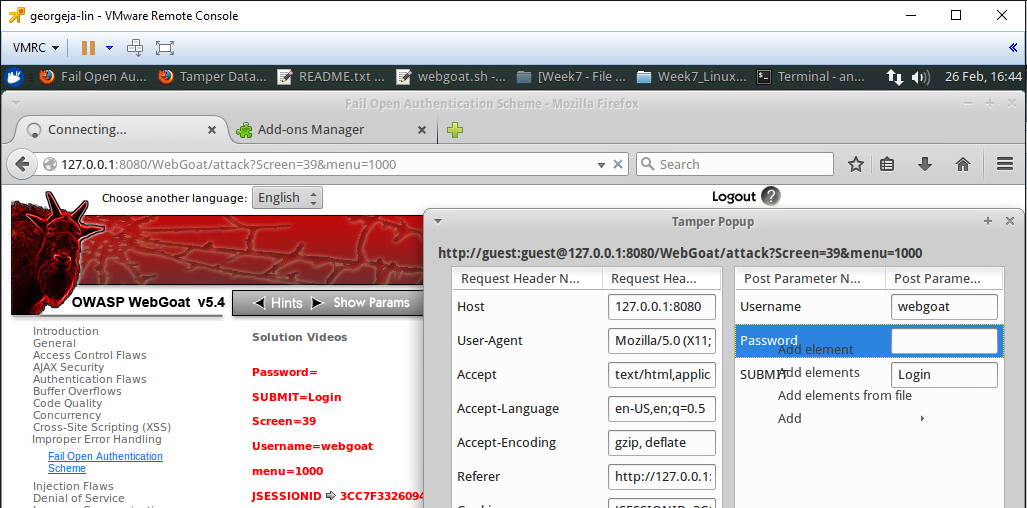 georgeja-lin - VMware Remote Console
VMRC
Fail Open Au... Tamper Data... README.txt ... webgoat.sh -... [Week7 - File ... Week7_Linux... Terminal - an... 26 Feb, 16:44
Fail Open Authentication Scheme - Mozilla Firefox
Connecting... Add-ons Manager
127.0.0.1:8080/WebGoat/attack?Screen=39&menu=1000 Search
Choose another language: English Logout ?
OWASP WebGoat v5.4
Hints Show Params
Introduction
General
Access Control Flaws
AJAX Security
Authentication Flaws
Buffer Overflows
Code Quality
Concurrency
Cross-Site Scripting (XSS)
Improper Error Handling
Fail Open Authentication
Scheme
Injection Flaws
Denial of Service
Solution Videos
Password=
SUBMIT=Login
Screen=39
Username=webgoat
menu=1000
JSESSIONID ⇨ 3CC7F3326094
Tamper Popup
http://guest:guest@127.0.0.1:8080/WebGoat/attack?Screen=39&menu=1000
Request Header N... Request Hea...
Host 127.0.0.1:8080
User-Agent Mozilla/5.0 (X11;
Accept text/html,applic
Accept-Language en-US,en;q=0.5
Accept-Encoding gzip, deflate
Referer http://127.0.0.1:
Post Parameter N... Post Parame...
Username webgoat
Password
SUBMIT Login
Add element
Add elements
Add elements from file
Add